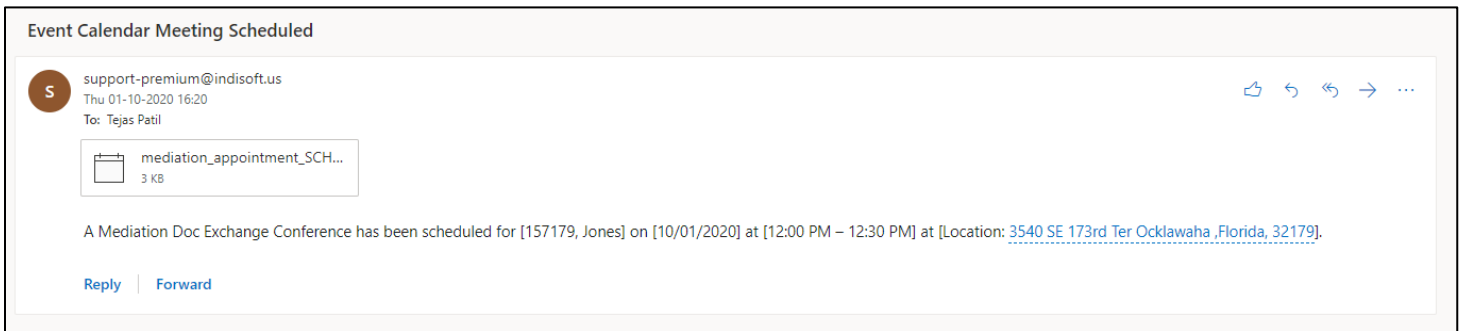 Event Calendar Meeting Scheduled
S
support-premium@indisoft.us
Thu 01-10-2020 16:20
To: Tejas Patil
mediation_appointment_SCH...
3 KB
A Mediation Doc Exchange Conference has been scheduled for [157179, Jones] on [10/01/2020] at [12:00 PM – 12:30 PM] at [Location: 3540 SE 173rd Ter Ocklawaha ,Florida, 32179].
Reply Forward